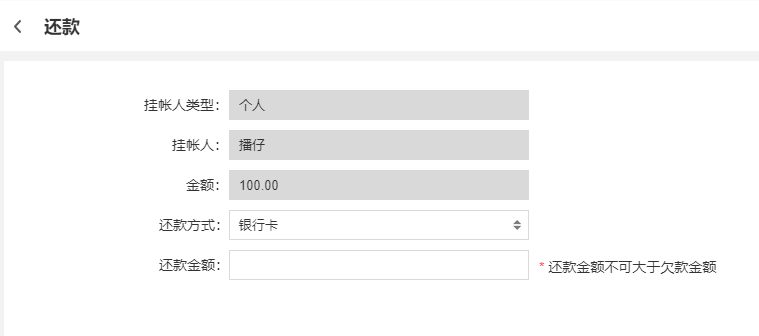 还款
挂帐人类型： 个人
挂帐人： 播仔
金额： 100.00
还款方式： 银行卡
还款金额： * 还款金额不可大于欠款金额